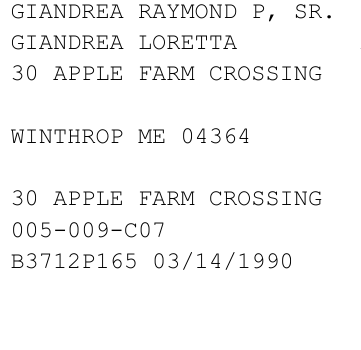 GIANDREA RAYMOND P, SR.
GIANDREA LORETTA
30 APPLE FARM CROSSING
WINTHROP ME 04364
30 APPLE FARM CROSSING
005-009-C07
B3712P165 03/14/1990